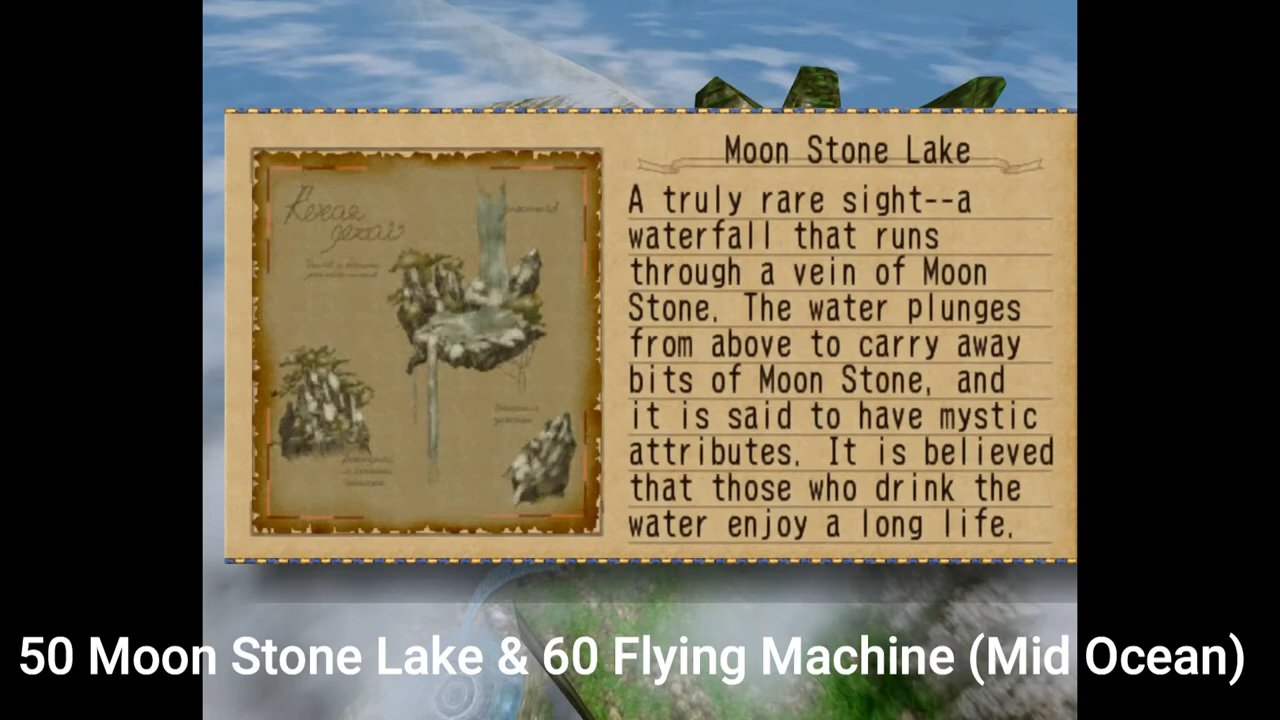 Moon Stone Lake
A truly rare sight--a
waterfall that runs
through a vein of Moon
Stone. The water plunges
from above to carry away
bits of Moon Stone, and
it is said to have mystic
attributes. It is believed
that those who drink the
water enjoy a long life.
50 Moon Stone Lake & 60 Flying Machine (Mid Ocean)